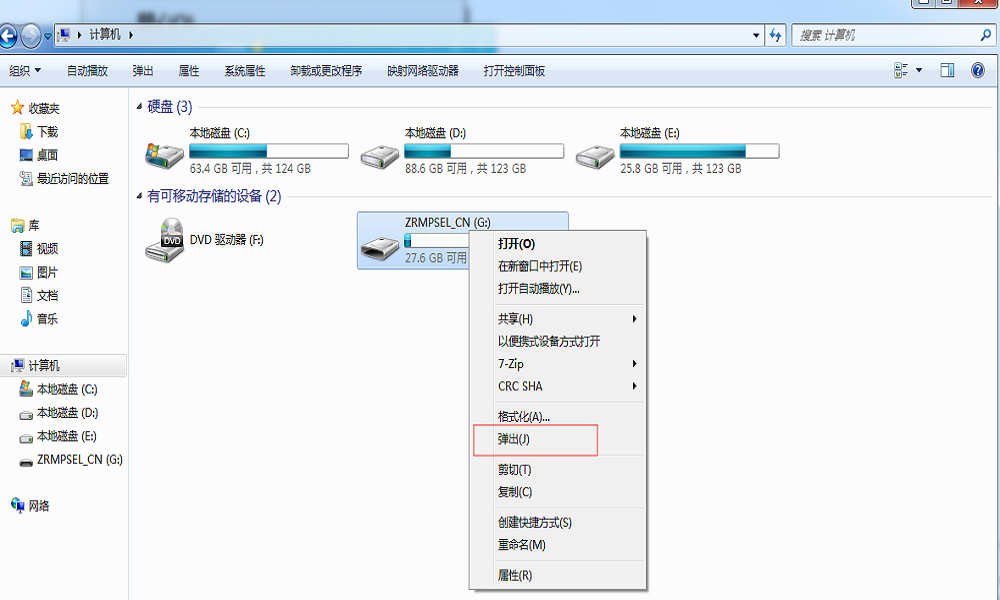 计算机
搜索 计算机
组织 自动播放 弹出 属性 系统属性 卸载或更改程序 映射网络驱动器 打开控制面板
收藏夹
下载
桌面
最近访问的位置
库
视频
图片
文档
音乐
计算机
本地磁盘 (C:)
本地磁盘 (D:)
本地磁盘 (E:)
ZRMPSEL_CN (G:)
网络
硬盘 (3)
本地磁盘 (C:)
63.4 GB 可用 , 共 124 GB
本地磁盘 (D:)
88.6 GB 可用 , 共 123 GB
本地磁盘 (E:)
25.8 GB 可用 , 共 123 GB
有可移动存储的设备 (2)
DVD
DVD 驱动器 (F:)
ZRMPSEL_CN (G:)
27.6 GB 可用
打开(O)
在新窗口中打开(E)
打开自动播放(Y)...
共享(H)
以便携式设备方式打开
7-Zip
CRC SHA
格式化(A)...
弹出(J)
剪切(T)
复制(C)
创建快捷方式(S)
重命名(M)
属性(R)